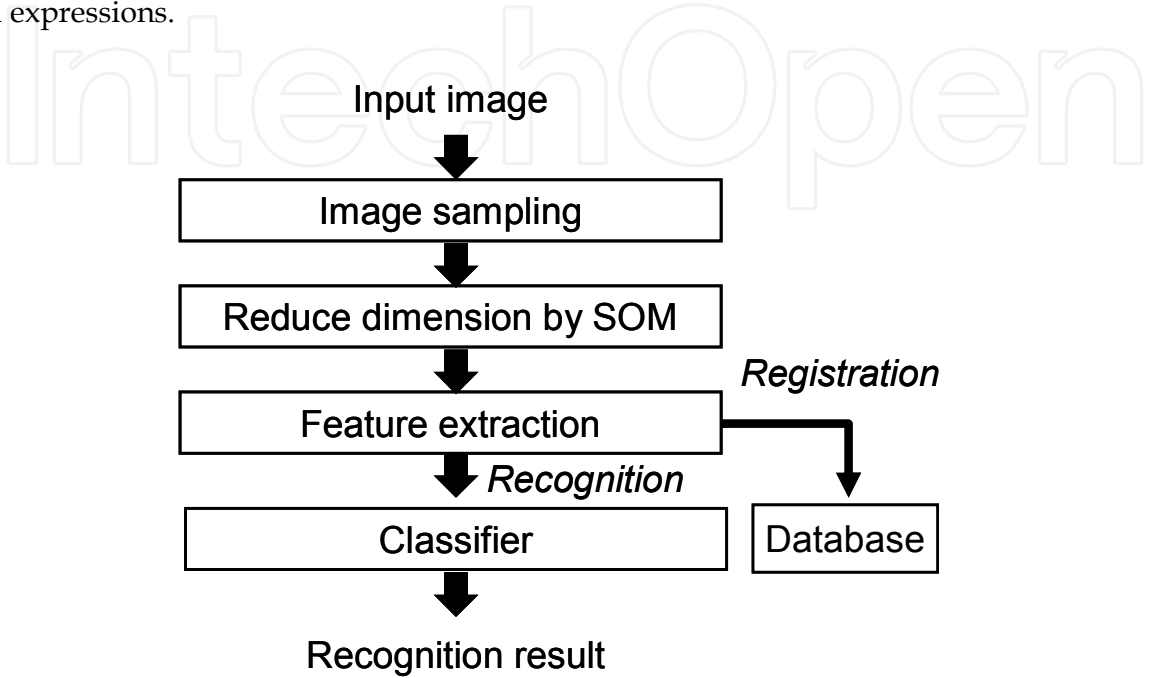 expressions.
IntechOpen
Input image
Image sampling
Reduce dimension by SOM
Registration
Feature extraction
Recognition
Classifier
Database
Recognition result